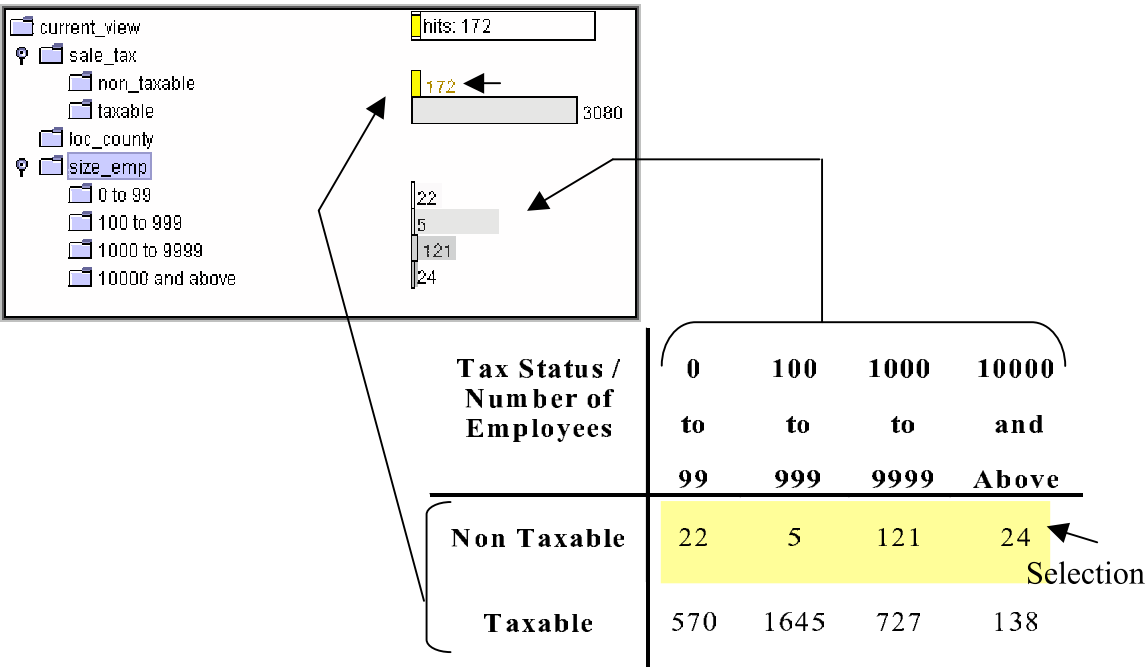 current_view hits: 172
sale_tax
non_taxable 172
taxable 3080
loc_county
size_emp
0 to 99 22
100 to 999 5
1000 to 9999 121
10000 and above 24
Tax Status / 0 100 1000 10000
Number of
Employees to to to and
99 999 9999 Above
Non Taxable 22 5 121 24
Selection
Taxable 570 1645 727 138